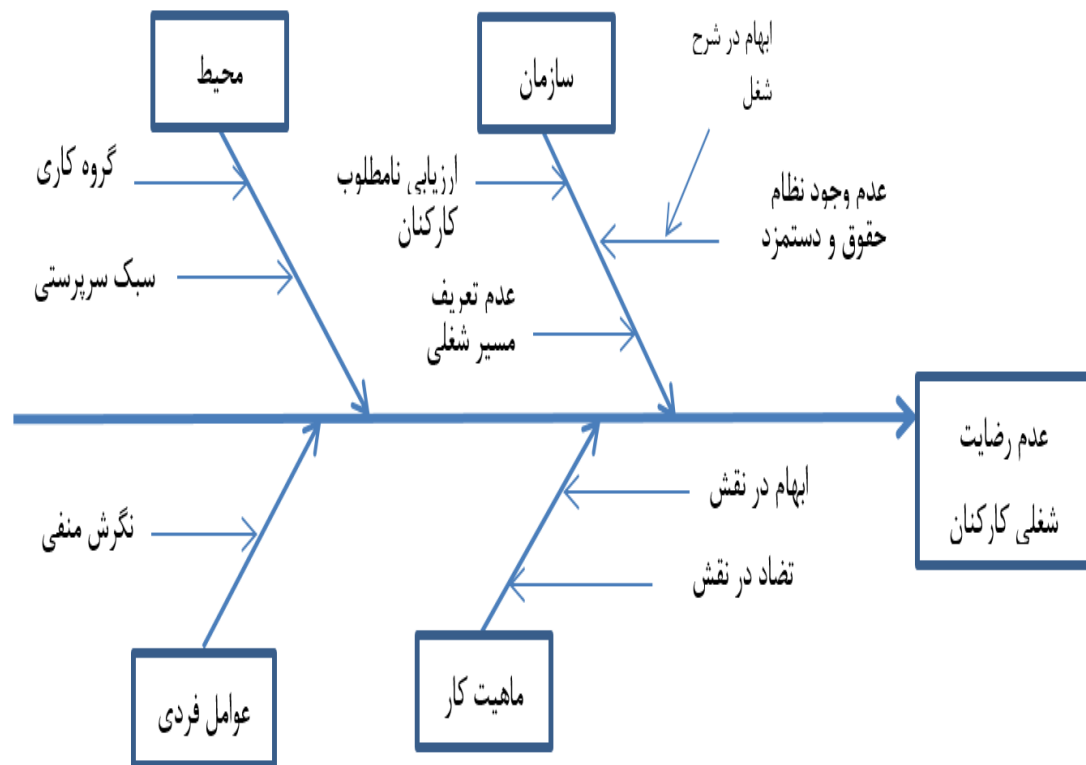 محیط
سازمان
ابهام در شرح
شغل
گروه کاری
ارزیابی نامطلوب
کارکنان
عدم وجود نظام
حقوق و دستمزد
سبک سرپرستی
عدم تعریف
مسیر شغلی
عدم رضایت
شغلی کارکنان
ابهام در نقش
نگرش منفی
تضاد در نقش
ماهیت کار
عوامل فردی